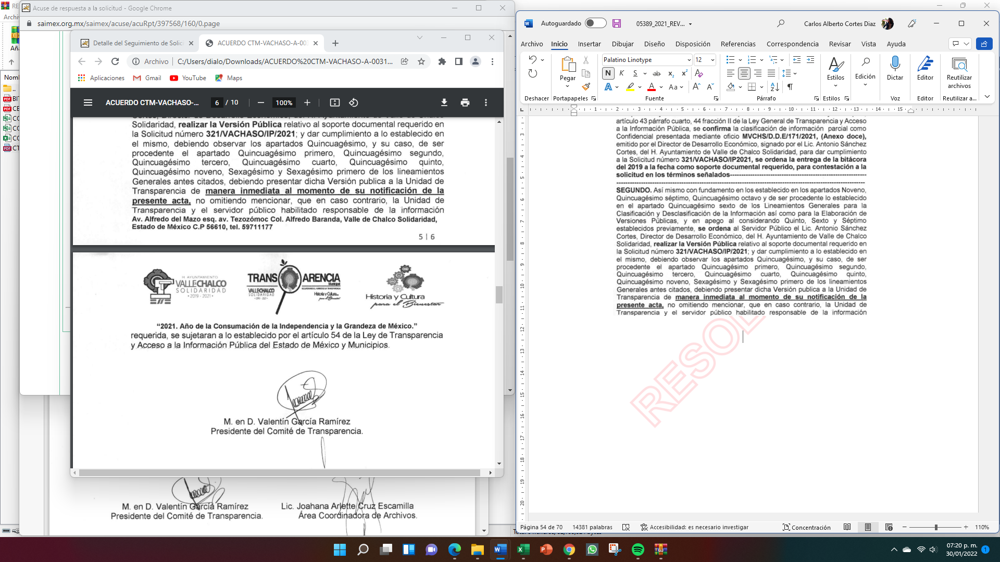 Acuse de respuesta a la solicitud - Google Chrome
saimex.org.mx/saimex/acuse/acuRpt/397568/160/0.page
Detalle del Seguimiento de Solic
ACUERDO CTM-VACHASO-A-003
Archivo
C:/Users/dialo/Downloads/ACUERDO%20CTM-VACHASO-A-0031...
Aplicaciones
Gmail
YouTube
Maps
ACUERDO CTM-VACHASO-...
6 / 10
100%
Solidaridad, realizar la Versión Pública relativo al soporte documental requerido en
la Solicitud número 321/VACHASO/IP/2021; y dar cumplimiento a lo establecido en
el mismo, debiendo observar los apartados Quincuagésimo, y su caso, de ser
procedente el apartado Quincuagésimo primero, Quincuagésimo segundo,
Quincuagésimo tercero, Quincuagésimo cuarto, Quincuagésimo quinto,
Quincuagésimo noveno, Sexagésimo y Sexagésimo primero de los lineamientos
Generales antes citados, debiendo presentar dicha Versión publica a la Unidad de
Transparencia de manera inmediata al momento de su notificación de la
presente acta, no omitiendo mencionar, que en caso contrario, la Unidad de
Transparencia y el servidor público habilitado responsable de la información
Av. Alfredo del Mazo esq. av. Tezozómoc Col. Alfredo Baranda, Valle de Chalco Solidaridad,
Estado de México C.P 56610, tel. 59711177
5 | 6
H. AYUNTAMIENTO
VALLE CHALCO
SOLIDARIDAD
• 2019 - 2021 •
TRANS ARENCIA
VALLE CHALCO
SOLIDARIDAD
Historia y Cultura
para el Bienestar
“2021. Año de la Consumación de la Independencia y la Grandeza de México.”
requerida, se sujetaran a lo establecido por el artículo 54 de la Ley de Transparencia
y Acceso a la Información Pública del Estado de México y Municipios.
M. en D. Valentín García Ramírez
Presidente del Comité de Transparencia.
M. en D. Valentín García Ramírez
Lic. Joahana Arlette Cruz Escamilla
Presidente del Comité de Transparencia.
Área Coordinadora de Archivos.
Autoguardado
05389_2021_REV...
Carlos Alberto Cortes Diaz
Archivo Inicio Insertar Dibujar Diseño Disposición Referencias Correspondencia Revisar Vista Ayuda
Palatino Linotype
12
Pegar
N K S ab x₂ x²
Aa
Estilos
Edición
Dictar
Editor
Reutilizar archivos
Deshacer Portapapeles Fuente Párrafo Estilos Voz Editor Reutilizar a...
artículo 43 párrafo cuarto, 44 fracción II de la Ley General de Transparencia y Acceso
a la Información Pública, se confirma la clasificación de información parcial como
Confidencial presentada mediante oficio MVCHS/D.D.E/171/2021, (Anexo doce),
emitido por el Director de Desarrollo Económico, signado por el Lic. Antonio Sánchez
Cortes, del H. Ayuntamiento de Valle de Chalco Solidaridad, para dar cumplimiento
a la Solicitud número 321/VACHASO/IP2021, se ordena la entrega de la bitácora
del 2019 a la fecha como soporte documental requerido, para contestación a la
solicitud en los términos señalados------------------------------------------------------------
SEGUNDO. Así mismo con fundamento en los establecido en los apartados Noveno,
Quincuagésimo séptimo, Quincuagésimo octavo y de ser procedente lo establecido
en el apartado Quincuagésimo sexto de los Lineamientos Generales para la
Clasificación y Desclasificación de la Información así como para la Elaboración de
Versiones Públicas, y en apego al considerando Quinto, Sexto y Séptimo
establecidos previamente, se ordena al Servidor Público el Lic. Antonio Sánchez
Cortes, Director de Desarrollo Económico, del H. Ayuntamiento de Valle de Chalco
Solidaridad, realizar la Versión Pública relativo al soporte documental requerido en
la Solicitud número 321/VACHASO/IP/2021; y dar cumplimiento a lo establecido en
el mismo, debiendo observar los apartados Quincuagésimo, y su caso, de ser
procedente el apartado Quincuagésimo primero, Quincuagésimo segundo,
Quincuagésimo tercero, Quincuagésimo cuarto, Quincuagésimo quinto,
Quincuagésimo noveno, Sexagésimo y Sexagésimo primero de los lineamientos
Generales antes citados, debiendo presentar dicha Versión publica a la Unidad de
Transparencia de manera inmediata al momento de su notificación de la
presente acta, no omitiendo mencionar, que en caso contrario, la Unidad de
Transparencia y el servidor público habilitado responsable de la información
RESOL
Página 54 de 70
14381 palabras
Accesibilidad: es necesario investigar
Concentración
110%
07:20 p. m.
30/01/2022
1